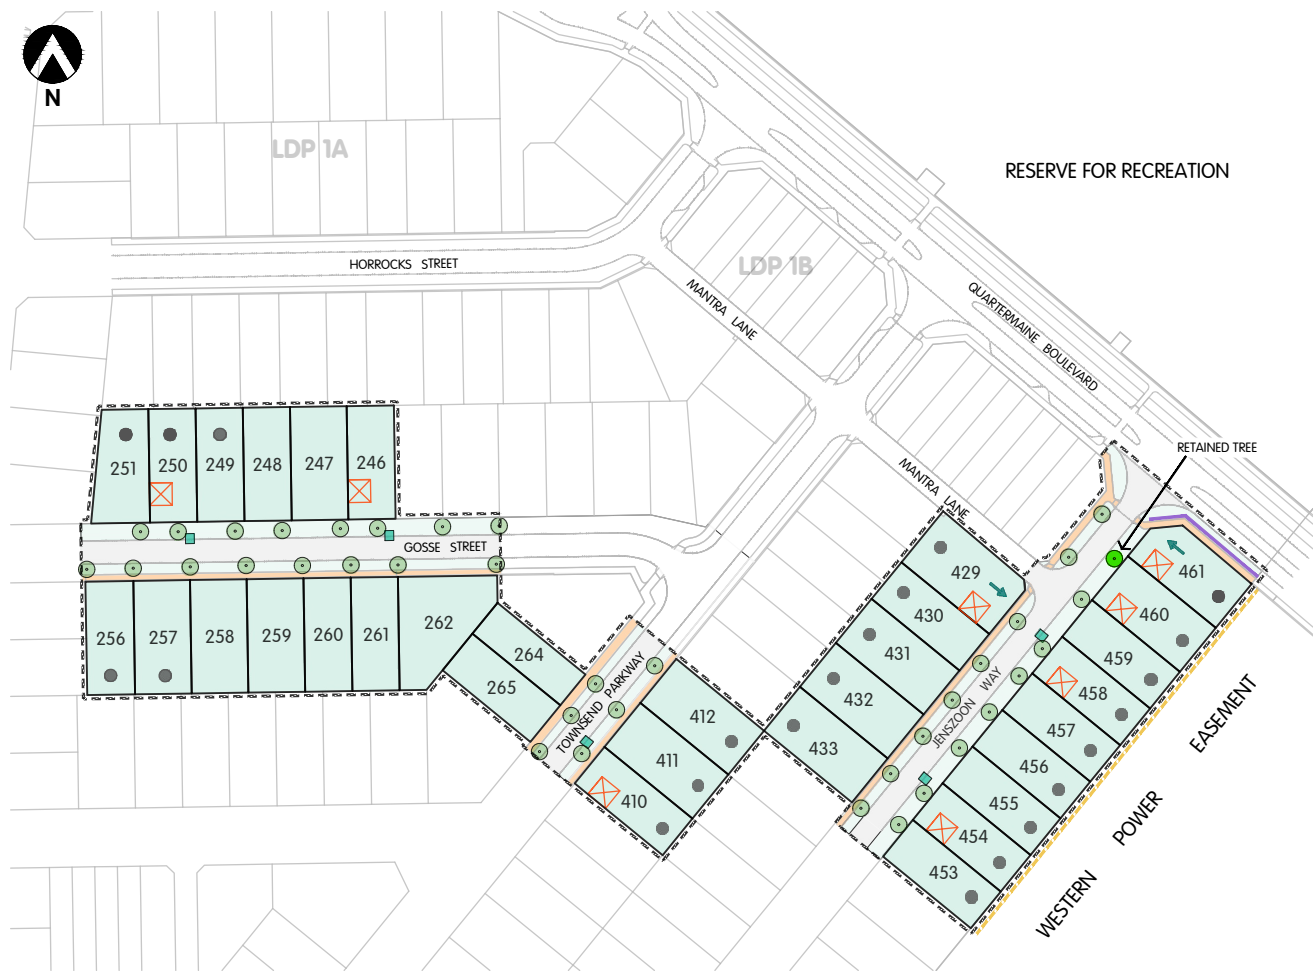 N
LDP 1A
RESERVE FOR RECREATION
HORROCKS STREET
LDP 1B
MANTRA LANE
QUARTERMAINE BOULEVARD
RETAINED TREE
MANTRA LANE
251
250
249
248
247
246
GOSSE STREET
256
257
258
259
260
261
262
264
265
TOWNSEND PARKWAY
412
411
410
429
430
431
432
433
JENSZOON WAY
461
460
459
458
457
456
455
454
453
WESTERN POWER EASEMENT